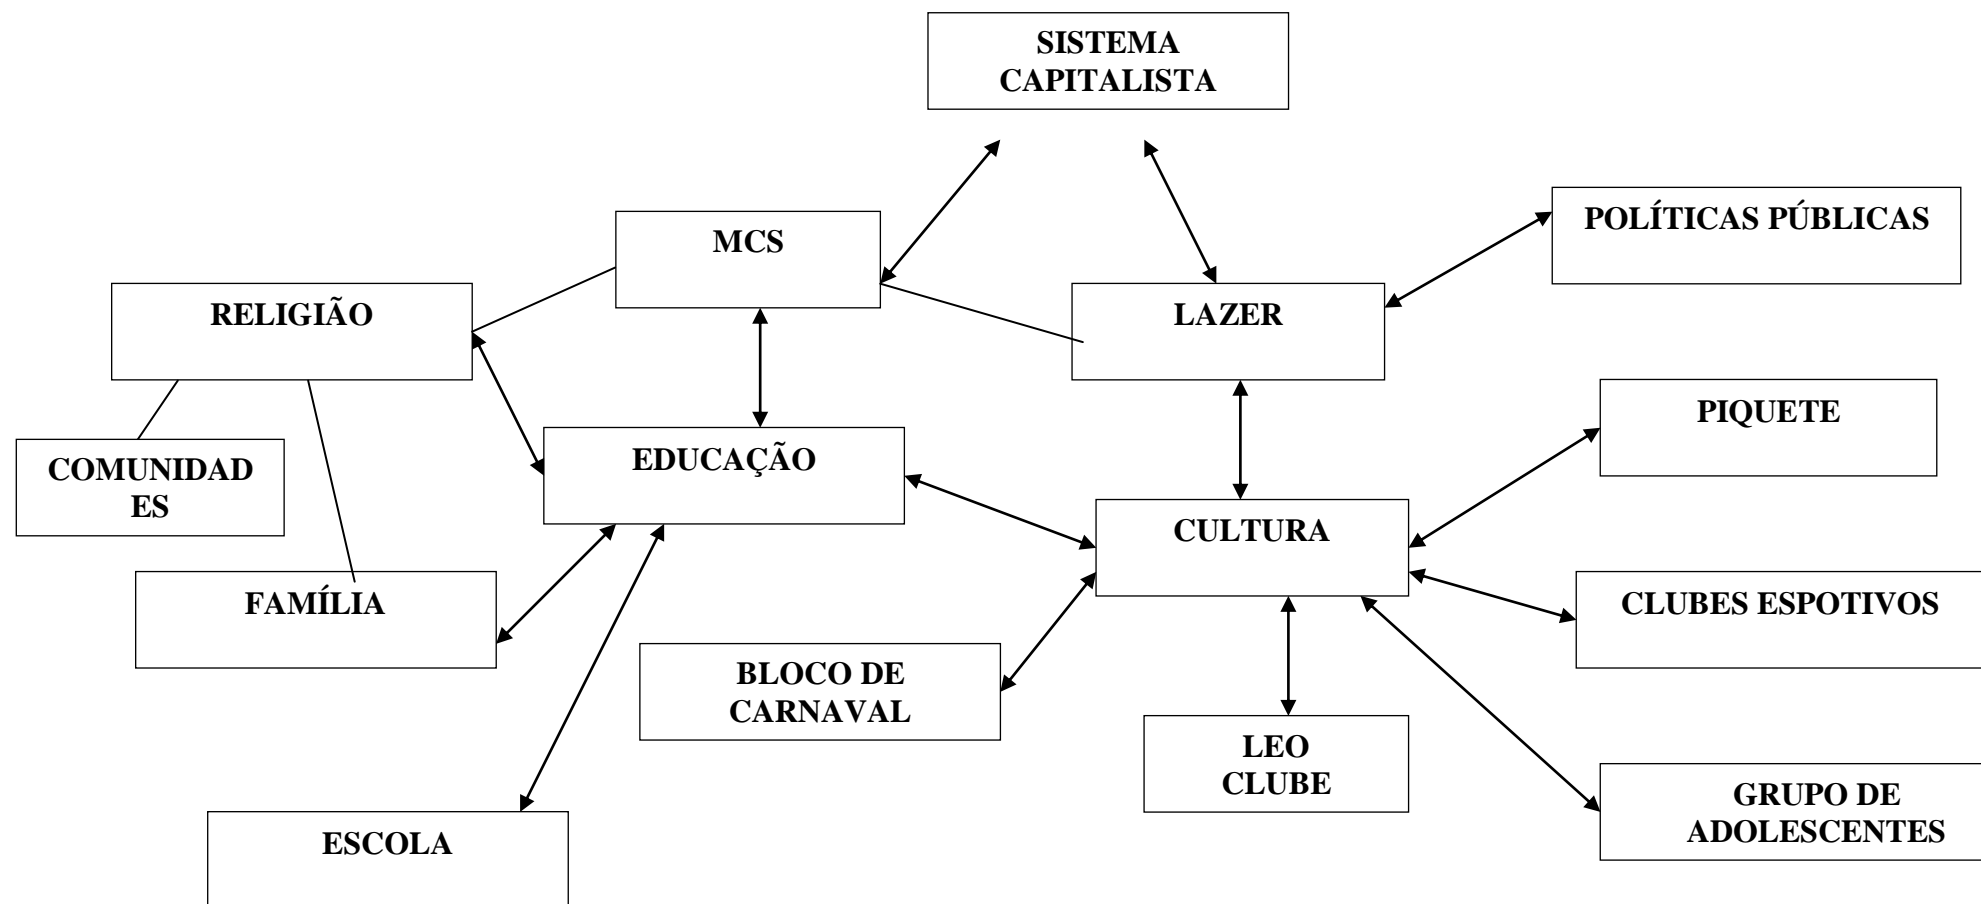 SISTEMA
CAPITALISTA
POLÍTICAS PÚBLICAS
MCS
RELIGIÃO
LAZER
PIQUETE
COMUNIDAD
ES
EDUCAÇÃO
CULTURA
FAMÍLIA
CLUBES ESPOTIVOS
BLOCO DE
CARNAVAL
LEO
CLUBE
GRUPO DE
ADOLESCENTES
ESCOLA